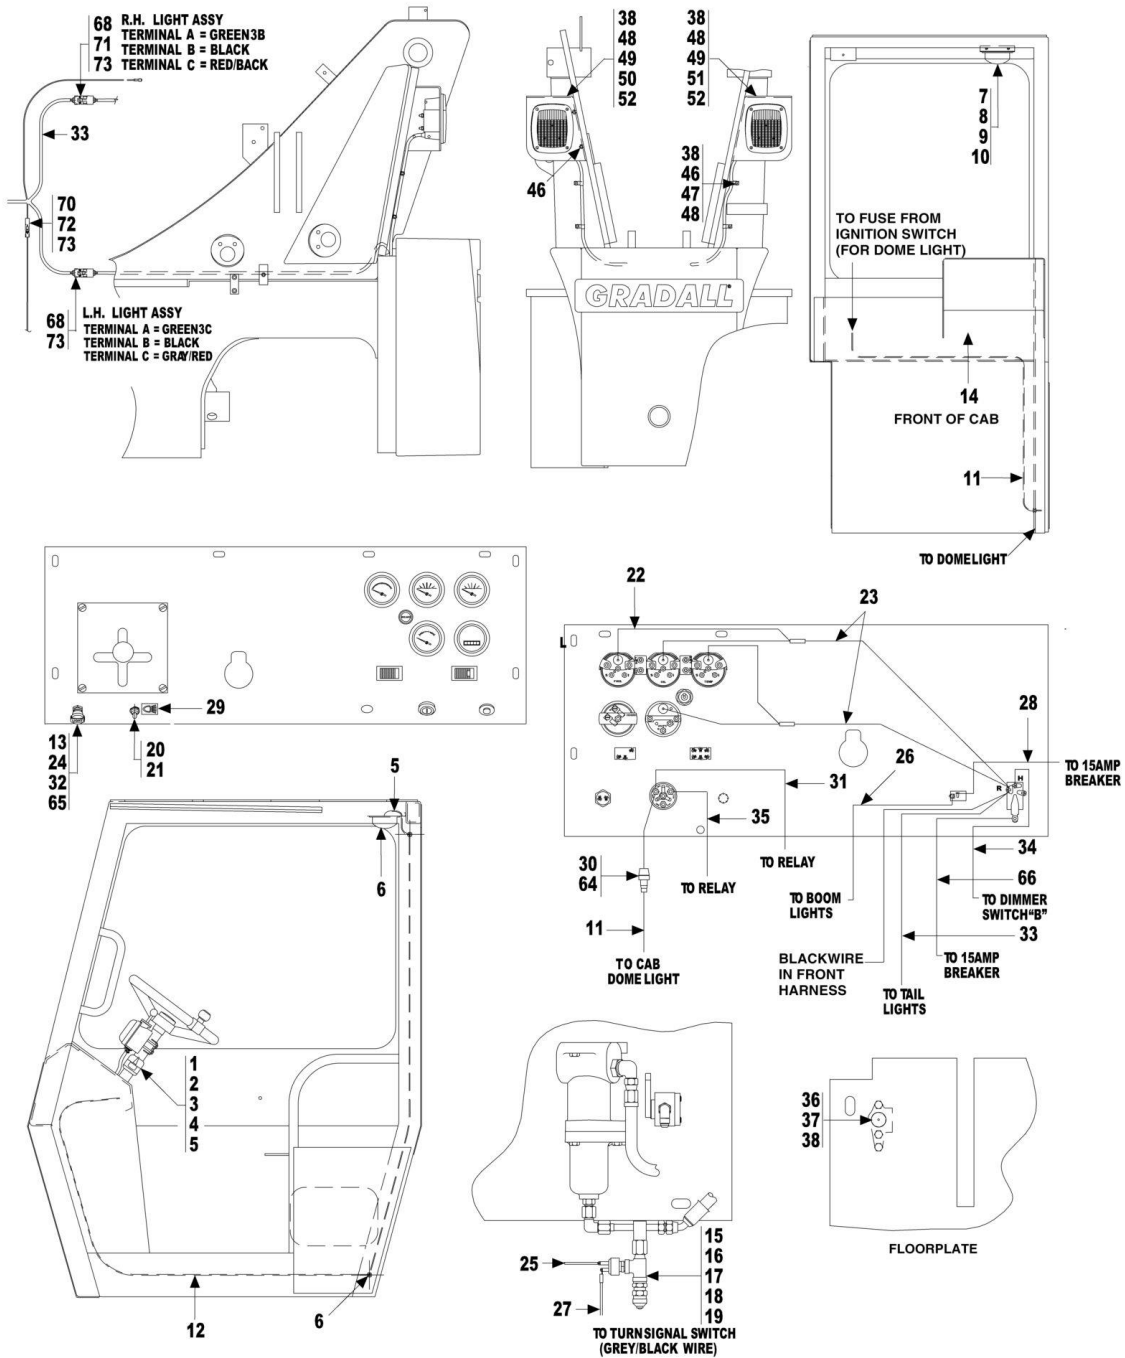 68 R.H. LIGHT ASSY
71 TERMINAL A = GREEN3B
TERMINAL B = BLACK
73 TERMINAL C = RED/BACK
33
70
72
73
68 L.H. LIGHT ASSY
73 TERMINAL A = GREEN3C
TERMINAL B = BLACK
TERMINAL C = GRAY/RED
38
48
49
50
52
38
48
49
51
52
46
38
46
47
48
GRADALL
7
8
9
10
TO FUSE FROM
IGNITION SWITCH
(FOR DOME LIGHT)
14
FRONT OF CAB
11
TO DOMELIGHT
29
13
24
32
65
20
21
22
23
L
28
TO 15AMP
BREAKER
26
H
R
31
35
34
30
64
TO RELAY
TO RELAY
66
TO BOOM
LIGHTS
TO DIMMER
SWITCH"B"
11
33
TO CAB
DOME LIGHT
BLACKWIRE
IN FRONT
HARNESS
TO 15AMP
BREAKER
TO TAIL
LIGHTS
5
6
1
2
3
4
5
12
6
25
27
15
16
17
18
19
TO TURNSIGNAL SWITCH
(GREY/BLACK WIRE)
36
37
38
FLOORPLATE